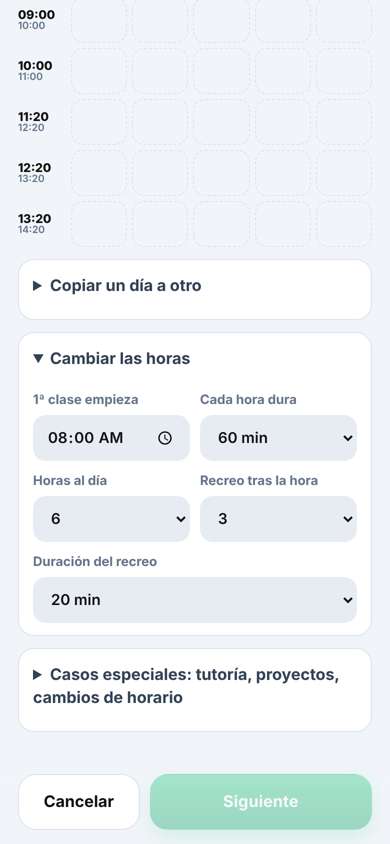 09:00
10:00
10:00
11:00
11:20
12:20
12:20
13:20
13:20
14:20
Copiar un día a otro
Cambiar las horas
1ª clase empieza
Cada hora dura
08:00 AM
60 min
Horas al día
Recreo tras la hora
6
3
Duración del recreo
20 min
Casos especiales: tutoría, proyectos,
cambios de horario
Cancelar
Siguiente